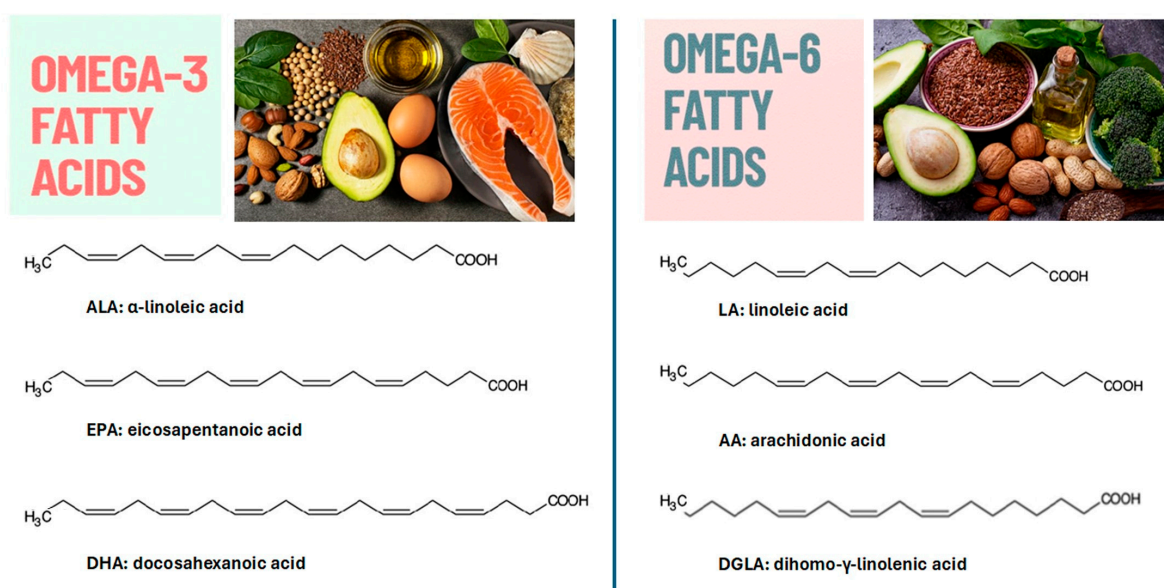 OMEGA-3
FATTY
ACIDS
H₃C
COOH
ALA: α-linoleic acid
H₃C
COOH
EPA: eicosapentanoic acid
H₃C
COOH
DHA: docosahexanoic acid
OMEGA-6
FATTY
ACIDS
H₃C
COOH
LA: linoleic acid
H₃C
COOH
AA: arachidonic acid
H₃C
COOH
DGLA: dihomo-γ-linolenic acid